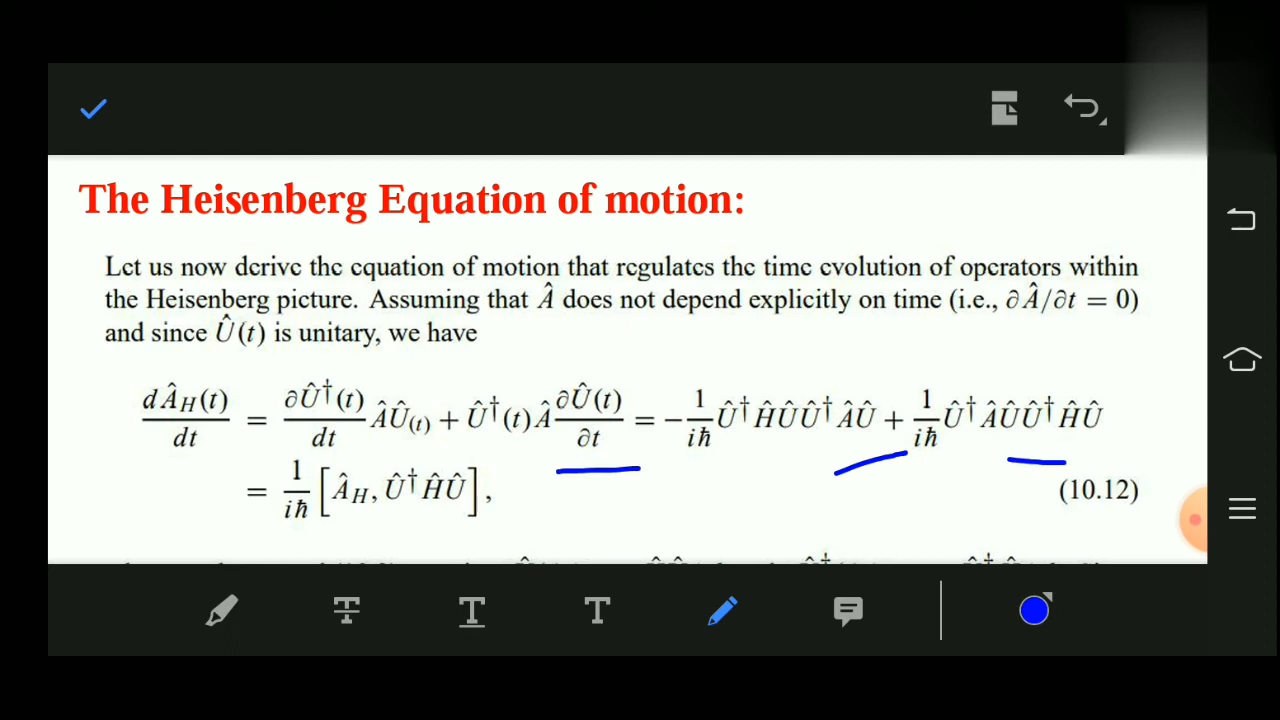 The Heisenberg Equation of motion:
Let us now derive the equation of motion that regulates the time evolution of operators within
the Heisenberg picture. Assuming that Â does not depend explicitly on time (i.e., ∂Â/∂t = 0)
and since Û(t) is unitary, we have
dÂ_H(t)/dt = ∂Û†(t)/dt ÂÛ(t) + Û†(t)Â ∂Û(t)/∂t = −1/iħ Û†ĤÛÛ†ÂÛ + 1/iħ Û†ÂÛÛ†ĤÛ
= 1/iħ [Â_H, Û†ĤÛ], (10.12)
T T T